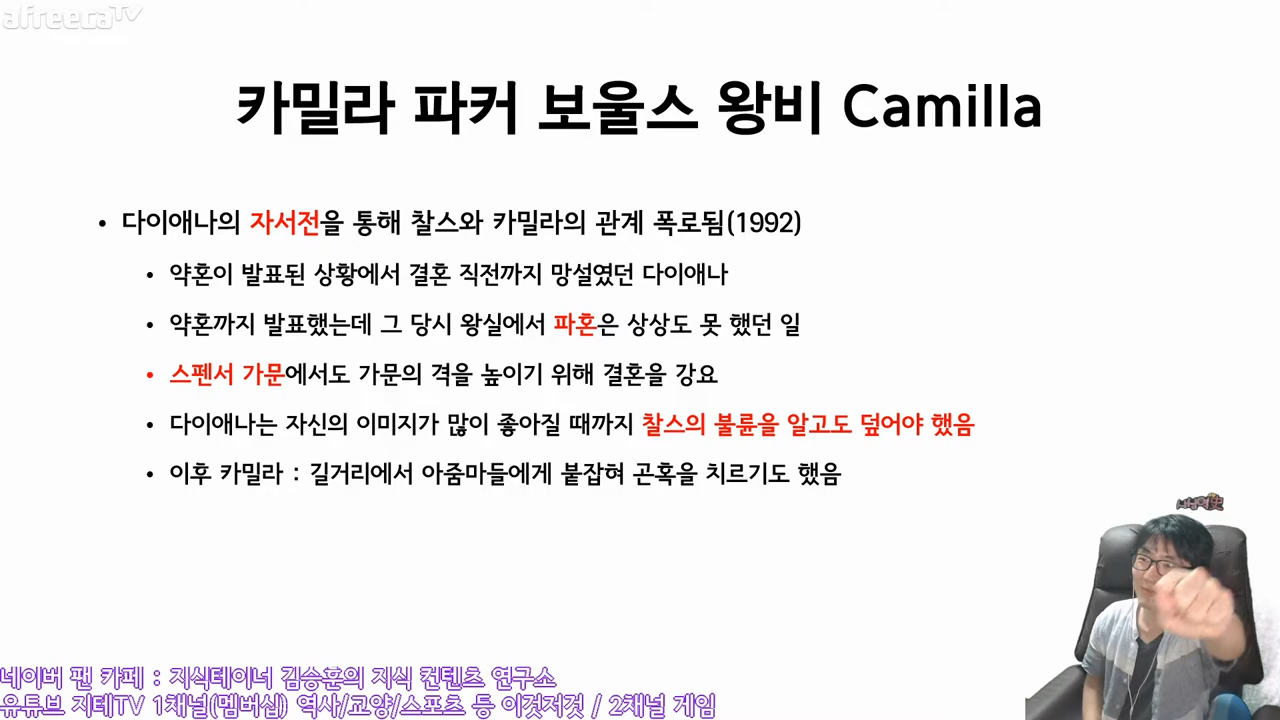 afreecaTV
카밀라 파커 보울스 왕비 Camilla
• 다이애나의 자서전을 통해 찰스와 카밀라의 관계 폭로됨(1992)
• 약혼이 발표된 상황에서 결혼 직전까지 망설였던 다이애나
• 약혼까지 발표했는데 그 당시 왕실에서 파혼은 상상도 못 했던 일
• 스펜서 가문에서도 가문의 격을 높이기 위해 결혼을 강요
• 다이애나는 자신의 이미지가 많이 좋아질 때까지 찰스의 불륜을 알고도 덮어야 했음
• 이후 카밀라 : 길거리에서 아줌마들에게 붙잡혀 곤혹을 치르기도 했음
네이버 팬 카페 : 지식테이너 김승훈의 지식 컨텐츠 연구소
유튜브 지테TV 1채널(멤버십) 역사/교양/스포츠 등 이것저것 / 2채널 게임